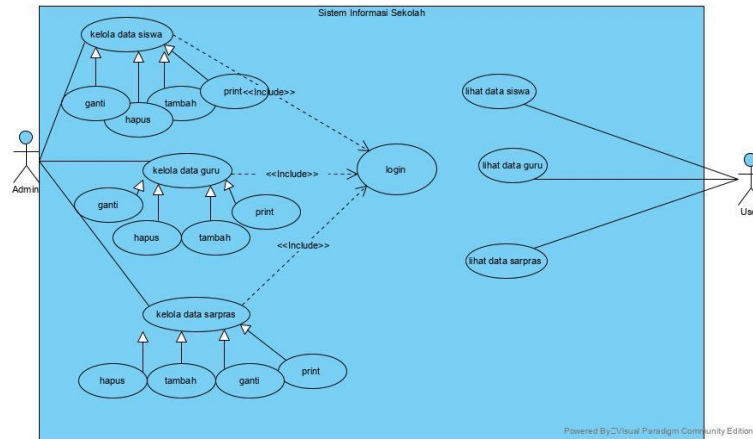 Sistem Informasi Sekolah
kelola data siswa
ganti
hapus
tambah
print
<<Include>>
Admin
kelola data guru
ganti
hapus
tambah
print
<<Include>>
login
<<Include>>
kelola data sarpras
hapus
tambah
ganti
print
lihat data siswa
lihat data guru
lihat data sarpras
Use
Powered By Visual Paradigm Community Edition